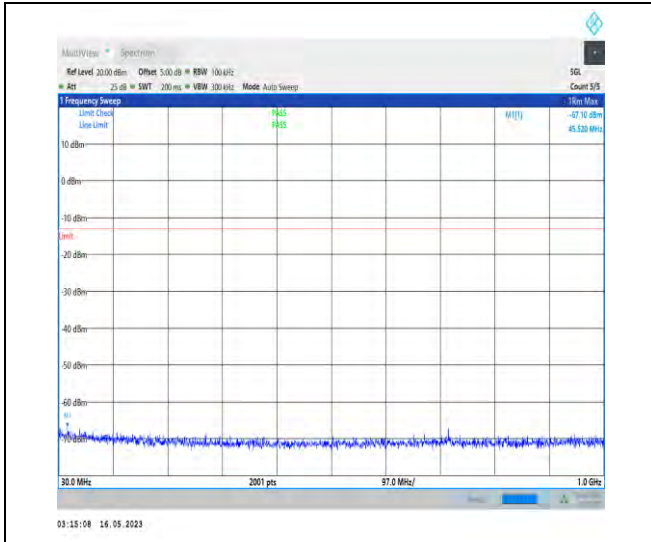 MultiView Spectrum
Ref Level 20.00 dBm Offset 5.00 dB RBW 100 kHz SGL
Att 25 dB SWT 200 ms VBW 300 kHz Mode Auto Sweep Count 5/5
1 Frequency Sweep 1Rm Max
Limit Check PASS M1[1] -67.10 dBm
Line Limit PASS 45.520 MHz
10 dBm
0 dBm
-10 dBm
Limit
-20 dBm
-30 dBm
-40 dBm
-50 dBm
-60 dBm
M1
-70 dBm
30.0 MHz 2001 pts 97.0 MHz/ 1.0 GHz
03:15:08 16.05.2023